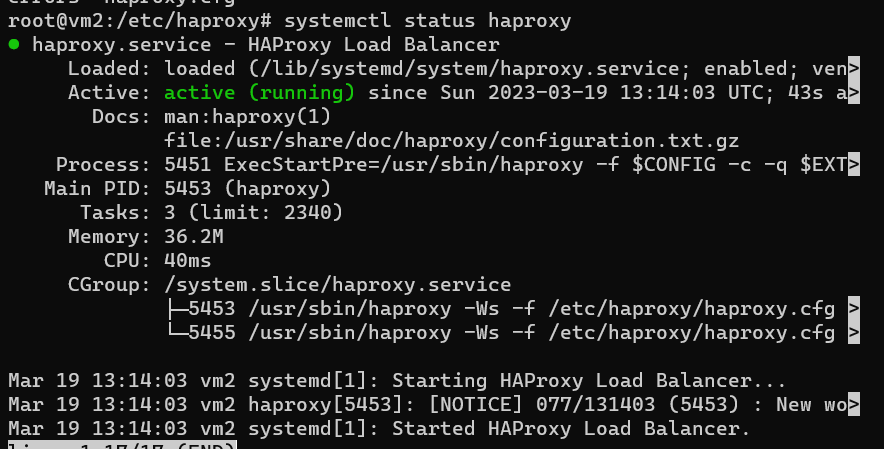 errors haproxy.cfg
root@vm2:/etc/haproxy# systemctl status haproxy
● haproxy.service - HAProxy Load Balancer
Loaded: loaded (/lib/systemd/system/haproxy.service; enabled; ven>
Active: active (running) since Sun 2023-03-19 13:14:03 UTC; 43s a>
Docs: man:haproxy(1)
file:/usr/share/doc/haproxy/configuration.txt.gz
Process: 5451 ExecStartPre=/usr/sbin/haproxy -f $CONFIG -c -q $EXT>
Main PID: 5453 (haproxy)
Tasks: 3 (limit: 2340)
Memory: 36.2M
CPU: 40ms
CGroup: /system.slice/haproxy.service
├─5453 /usr/sbin/haproxy -Ws -f /etc/haproxy/haproxy.cfg >
└─5455 /usr/sbin/haproxy -Ws -f /etc/haproxy/haproxy.cfg >
Mar 19 13:14:03 vm2 systemd[1]: Starting HAProxy Load Balancer...
Mar 19 13:14:03 vm2 haproxy[5453]: [NOTICE] 077/131403 (5453) : New wo>
Mar 19 13:14:03 vm2 systemd[1]: Started HAProxy Load Balancer.
lines 1-17/17 (END)